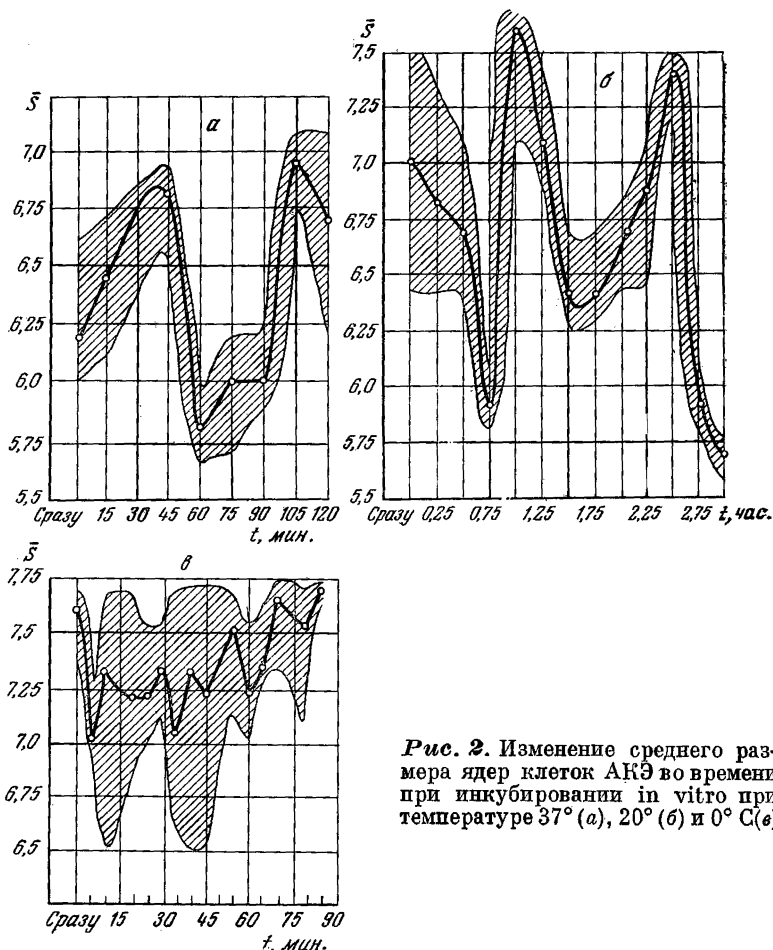 S̄
а
7,0
6,75
6,5
6,25
6,0
5,75
5,5
Сразу 15 30 45 60 75 90 105 120
t, мин.
S̄
б
7,5
7,25
7,0
6,75
6,5
6,25
6,0
5,75
5,5
Сразу 0,25 0,75 1,25 1,75 2,25 2,75 t, час.
S̄
в
7,75
7,5
7,25
7,0
6,75
6,5
Сразу 15 30 45 60 75 90
t, мин.
Рис. 2. Изменение среднего раз-
мера ядер клеток АКЭ во времени
при инкубировании in vitro при
температуре 37° (а), 20° (б) и 0° С(в)